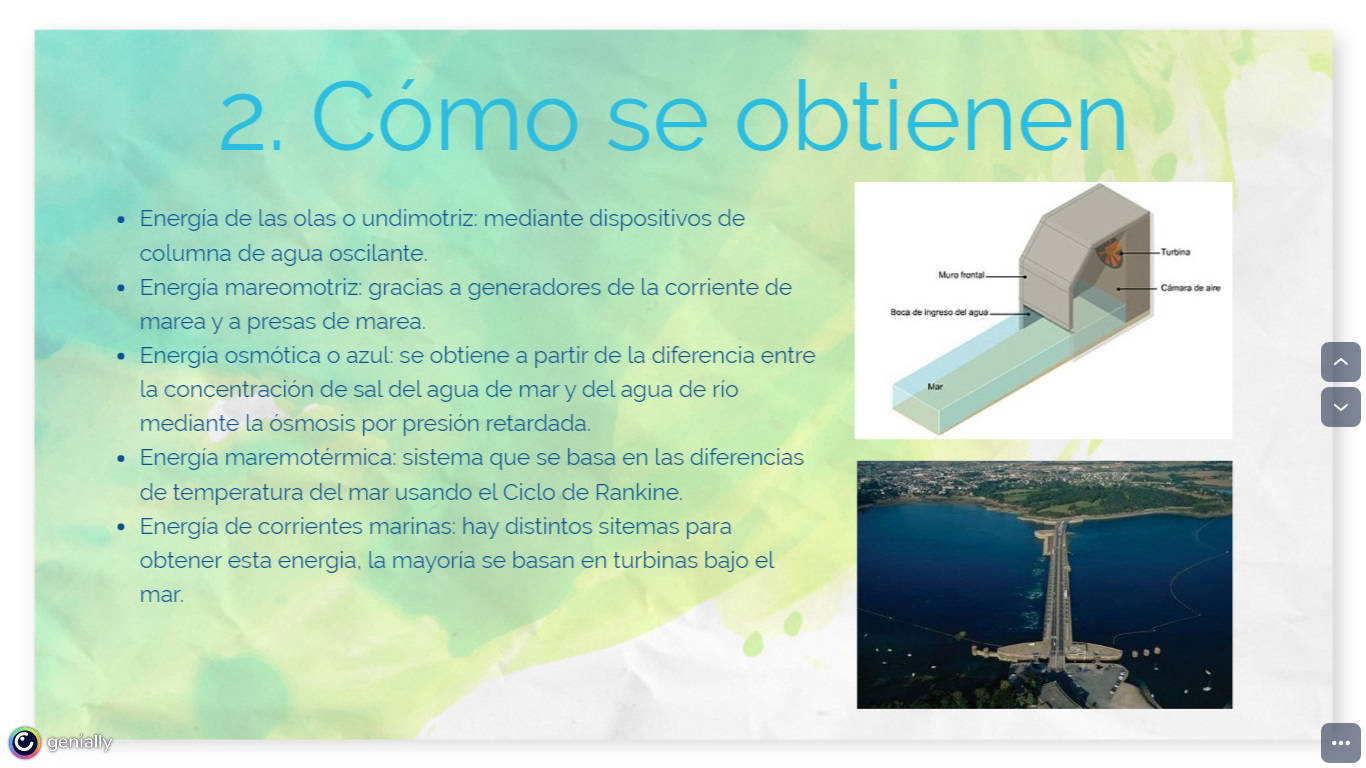 2. Cómo se obtienen
• Energía de las olas o undimotriz: mediante dispositivos de
columna de agua oscilante.
• Energía mareomotriz: gracias a generadores de la corriente de
marea y a presas de marea.
• Energía osmótica o azul: se obtiene a partir de la diferencia entre
la concentración de sal del agua de mar y del agua de río
mediante la ósmosis por presión retardada.
• Energía maremotérmica: sistema que se basa en las diferencias
de temperatura del mar usando el Ciclo de Rankine.
• Energía de corrientes marinas: hay distintos sitemas para
obtener esta energia, la mayoría se basan en turbinas bajo el
mar.
Turbina
Muro frontal
Cámara de aire
Boca de ingreso del agua
Mar
genially